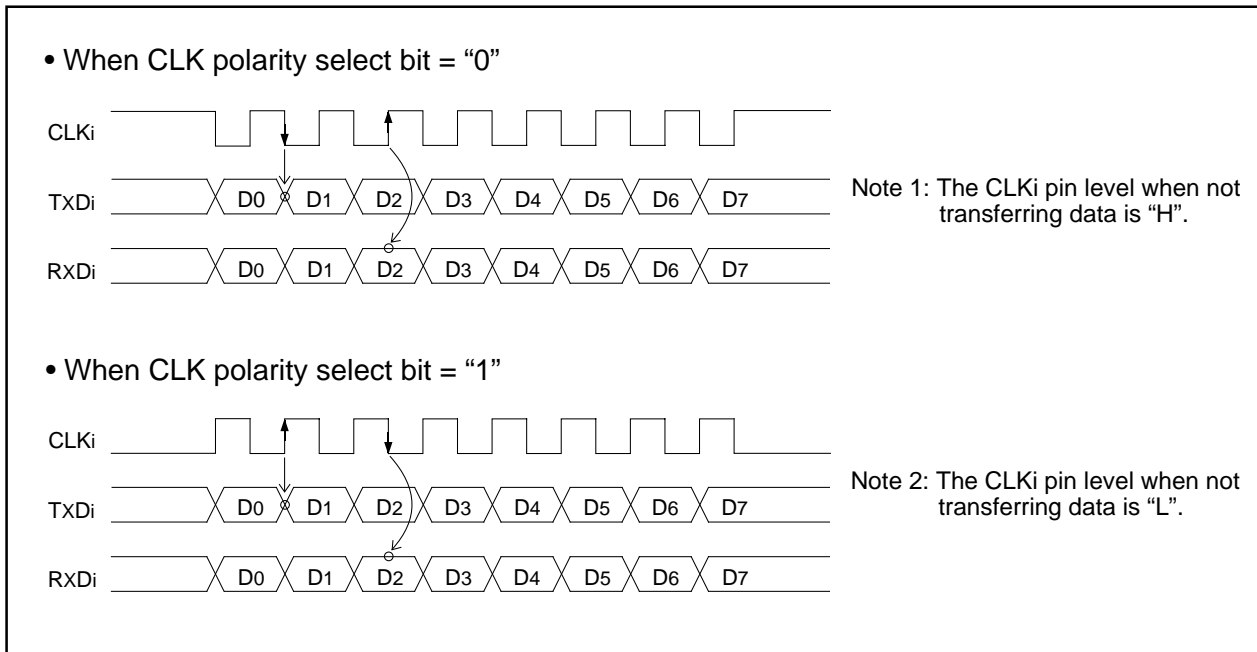 • When CLK polarity select bit = “0”
CLKi
TXDi D0 D1 D2 D3 D4 D5 D6 D7
RXDi D0 D1 D2 D3 D4 D5 D6 D7
Note 1: The CLKi pin level when not
transferring data is “H”.
• When CLK polarity select bit = “1”
CLKi
TXDi D0 D1 D2 D3 D4 D5 D6 D7
RXDi D0 D1 D2 D3 D4 D5 D6 D7
Note 2: The CLKi pin level when not
transferring data is “L”.